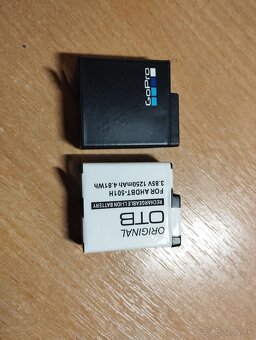 GoPro
ORIGINAL
OTB
RECHARGEABLE LI-ION BATTERY
FOR AHDBT-501H
3.85V 1250mAh 4.81Wh